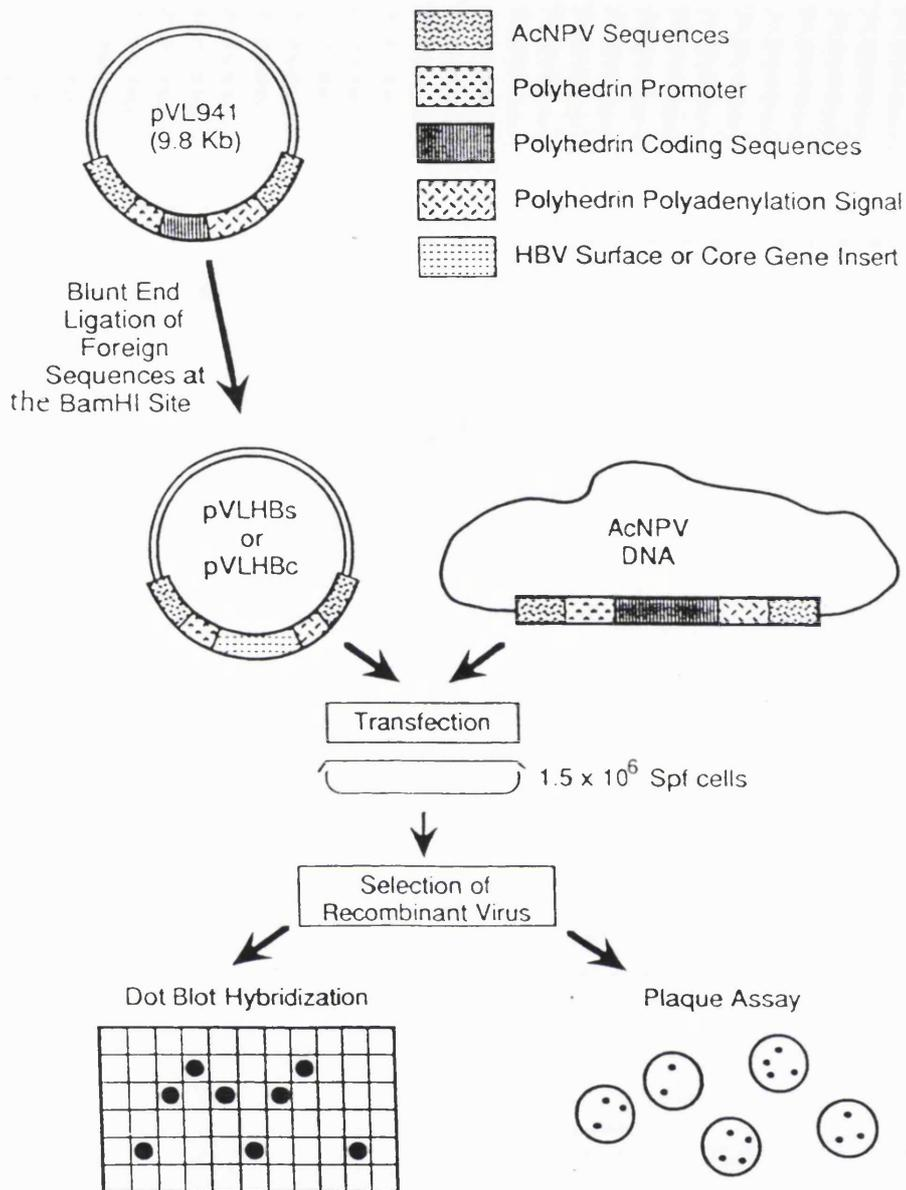 AcNPV Sequences
pVL941
(9.8 Kb)
Polyhedrin Promoter
Polyhedrin Coding Sequences
Polyhedrin Polyadenylation Signal
HBV Surface or Core Gene Insert
Blunt End
Ligation of
Foreign
Sequences at
the BamHI Site
pVLHBs
or
pVLHBc
AcNPV
DNA
Transfection
1.5 x 10⁶ Spf cells
Selection of
Recombinant Virus
Dot Blot Hybridization
Plaque Assay